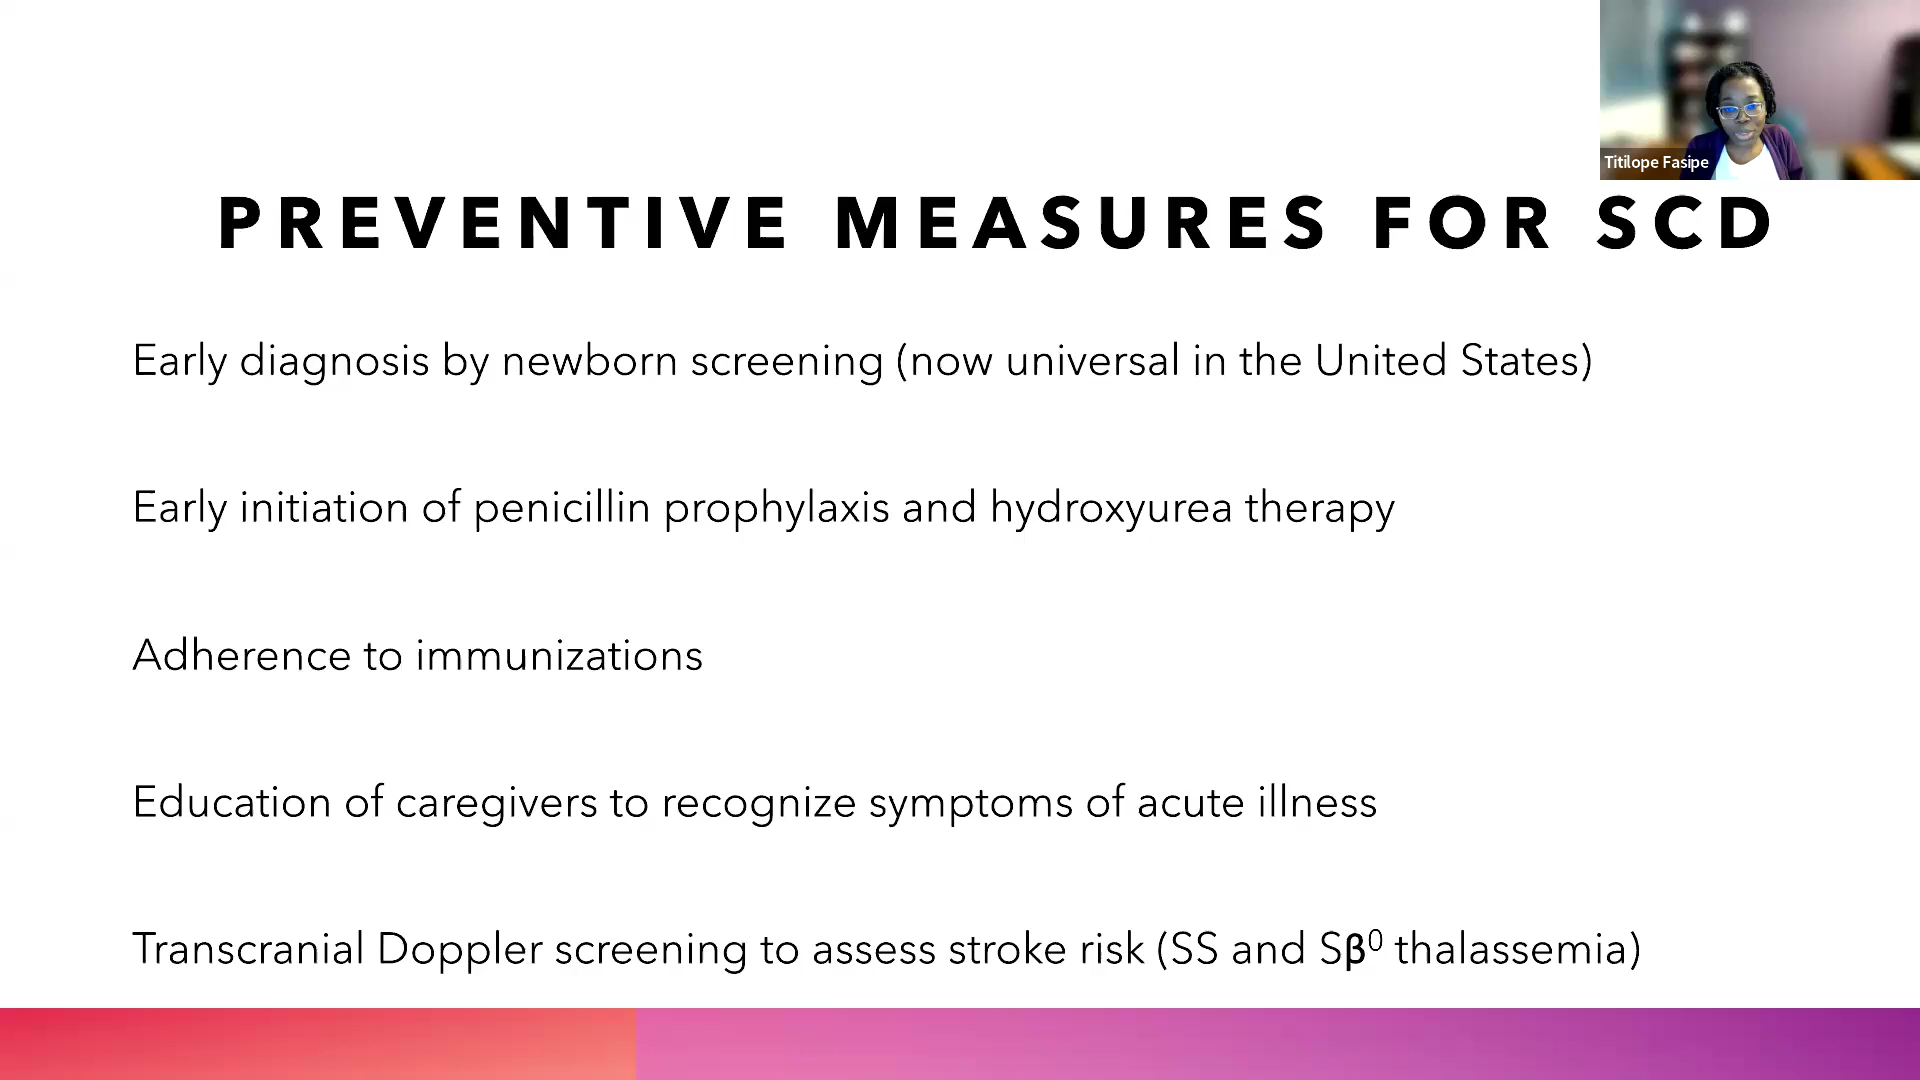 Titilope Fasipe
PREVENTIVE MEASURES FOR SCD
Early diagnosis by newborn screening (now universal in the United States)
Early initiation of penicillin prophylaxis and hydroxyurea therapy
Adherence to immunizations
Education of caregivers to recognize symptoms of acute illness
Transcranial Doppler screening to assess stroke risk (SS and Sβ⁰ thalassemia)